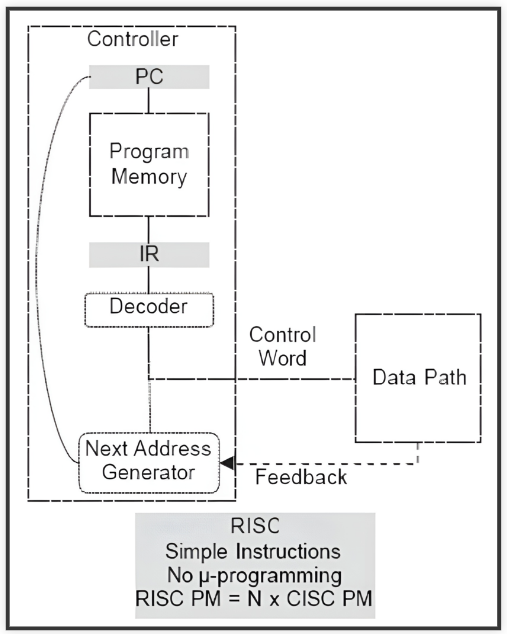 Controller
PC
Program
Memory
IR
Decoder
Control
Word
Data Path
Next Address
Generator
Feedback
RISC
Simple Instructions
No µ-programming
RISC PM = N x CISC PM